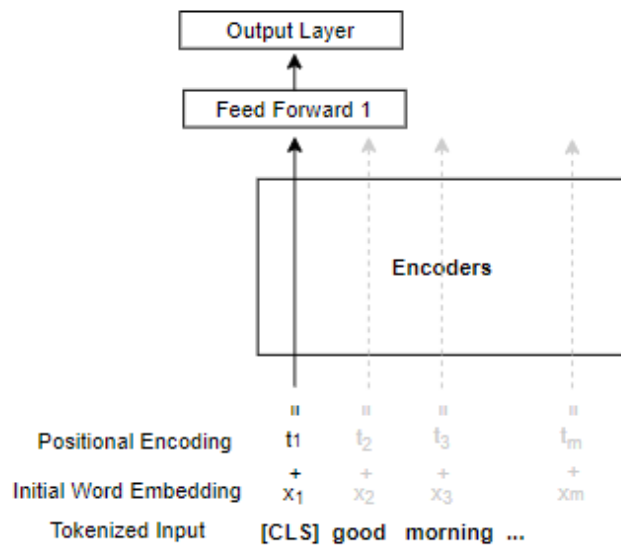 Output Layer
Feed Forward 1
Encoders
= = = =
Positional Encoding t1 t2 t3 tm
+ + + +
Initial Word Embedding x1 x2 x3 xm
Tokenized Input [CLS] good morning ...